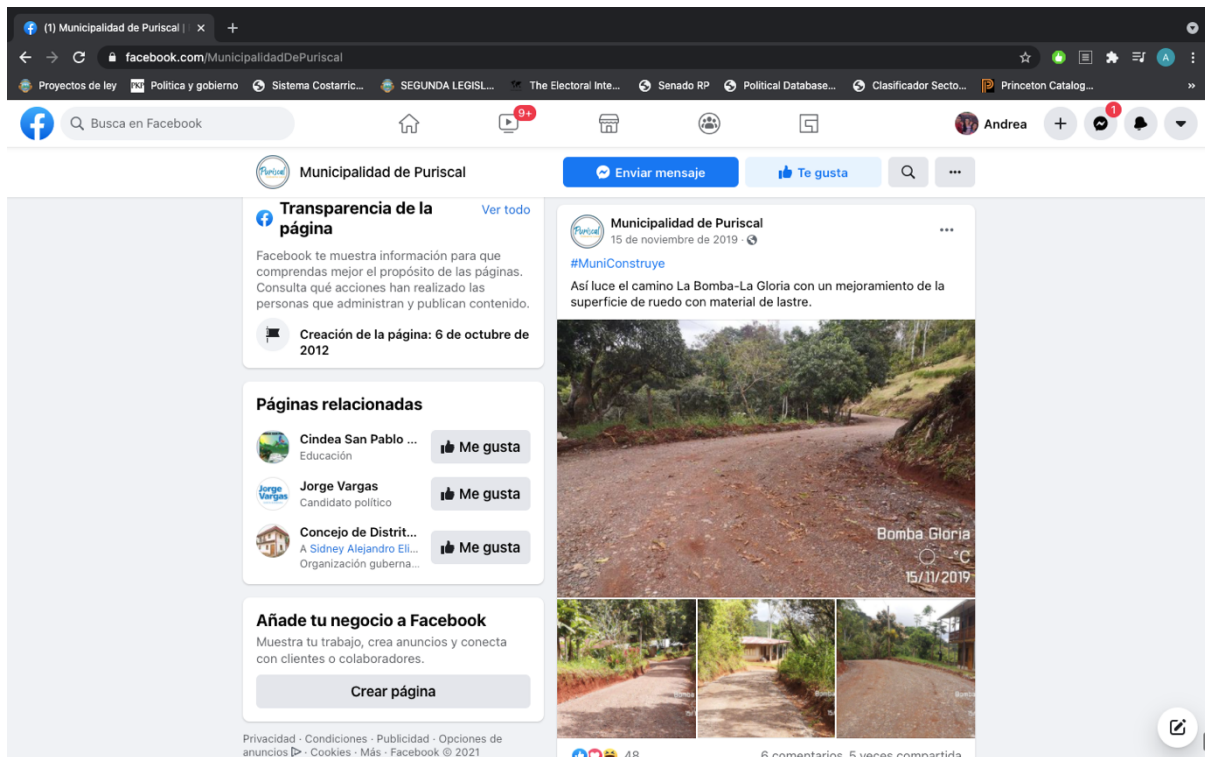 (1) Municipalidad de Puriscal |
facebook.com/MunicipalidadDePuriscal
Proyectos de ley
PKP Politica y gobierno
Sistema Costarric...
SEGUNDA LEGISL...
The Electoral Inte...
Senado RP
Political Database...
Clasificador Secto...
Princeton Catalog...
»
Busca en Facebook
9+
Andrea
1
Puriscal
Municipalidad de Puriscal
Enviar mensaje
Te gusta
Transparencia de la página
Ver todo
Facebook te muestra información para que
comprendas mejor el propósito de las páginas.
Consulta qué acciones han realizado las
personas que administran y publican contenido.
Creación de la página: 6 de octubre de
2012
Páginas relacionadas
Cindea San Pablo ...
Educación
Me gusta
Jorge Vargas
Jorge Vargas
Candidato político
Me gusta
Concejo de Distrit...
A Sidney Alejandro Eli...
Organización guberna...
Me gusta
Añade tu negocio a Facebook
Muestra tu trabajo, crea anuncios y conecta
con clientes o colaboradores.
Crear página
Privacidad · Condiciones · Publicidad · Opciones de
anuncios · Cookies · Más · Facebook © 2021
Puriscal
Municipalidad de Puriscal
15 de noviembre de 2019 ·
#MuniConstruye
Así luce el camino La Bomba-La Gloria con un mejoramiento de la
superficie de ruedo con material de lastre.
Bomba Gloria
-°C
15/11/2019
Bomba
Bomba
48
6 comentarios 5 veces compartida